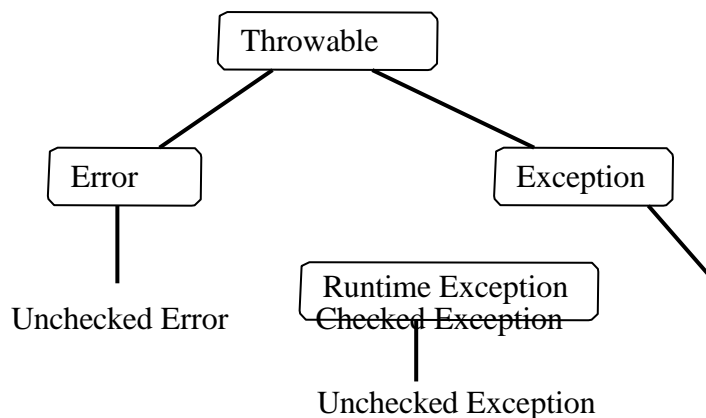 Throwable
Error
Exception
Runtime Exception
Unchecked Error
Checked Exception
Unchecked Exception